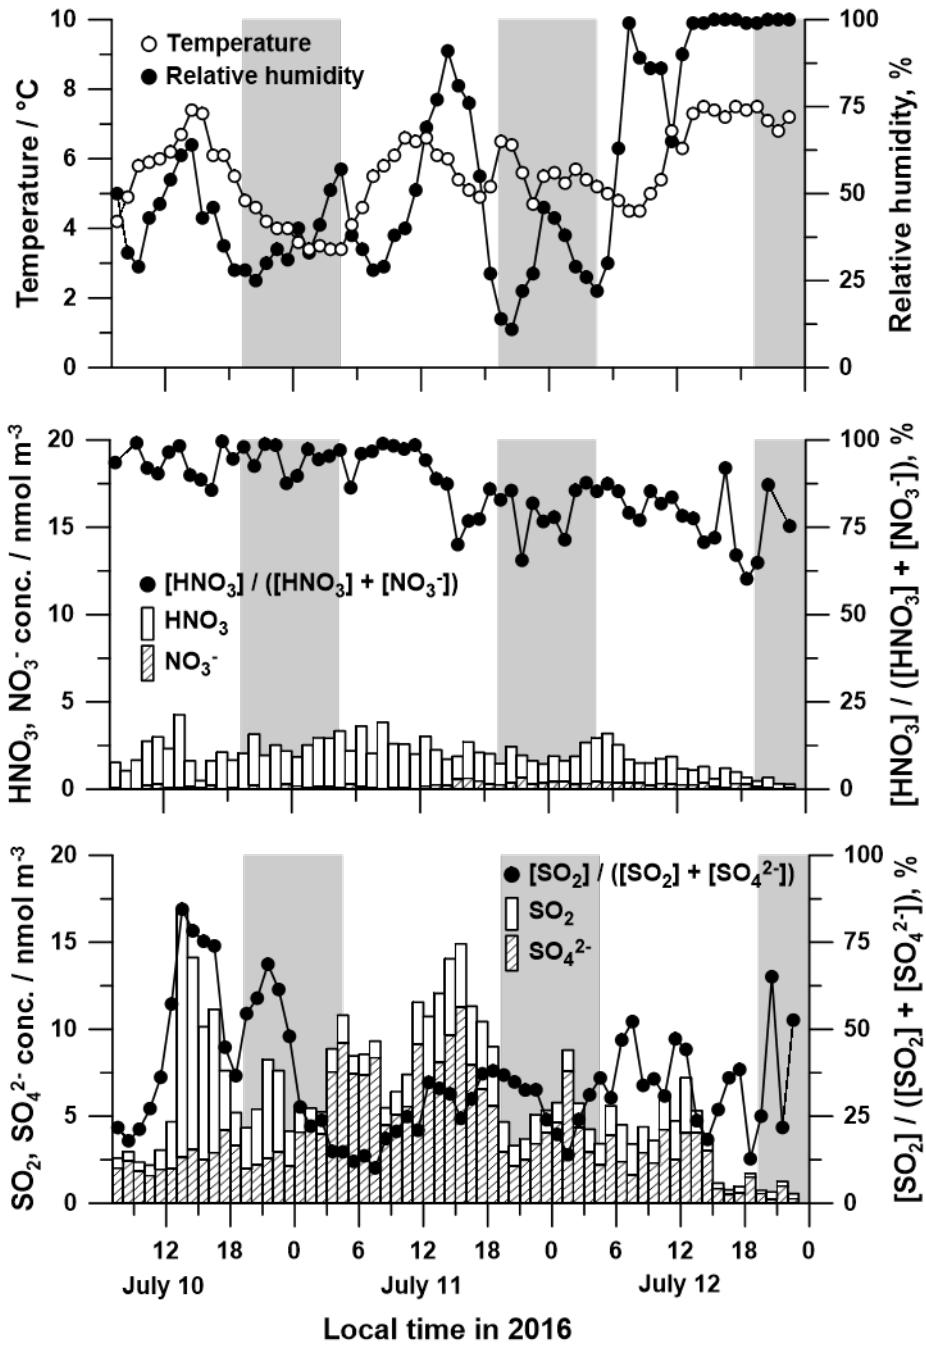 Temperature / °C
10
8
6
4
2
0
Temperature
Relative humidity
100
75
50
25
0
Relative humidity, %
HNO₃, NO₃⁻ conc. / nmol m⁻³
20
15
10
5
0
[HNO₃] / ([HNO₃] + [NO₃⁻])
HNO₃
NO₃⁻
100
75
50
25
0
[HNO₃] / ([HNO₃] + [NO₃⁻]), %
SO₂, SO₄²⁻ conc. / nmol m⁻³
20
15
10
5
0
[SO₂] / ([SO₂] + [SO₄²⁻])
SO₂
SO₄²⁻
100
75
50
25
0
[SO₂] / ([SO₂] + [SO₄²⁻]), %
12 18 0 6 12 18 0 6 12 18 0
July 10 July 11 July 12
Local time in 2016